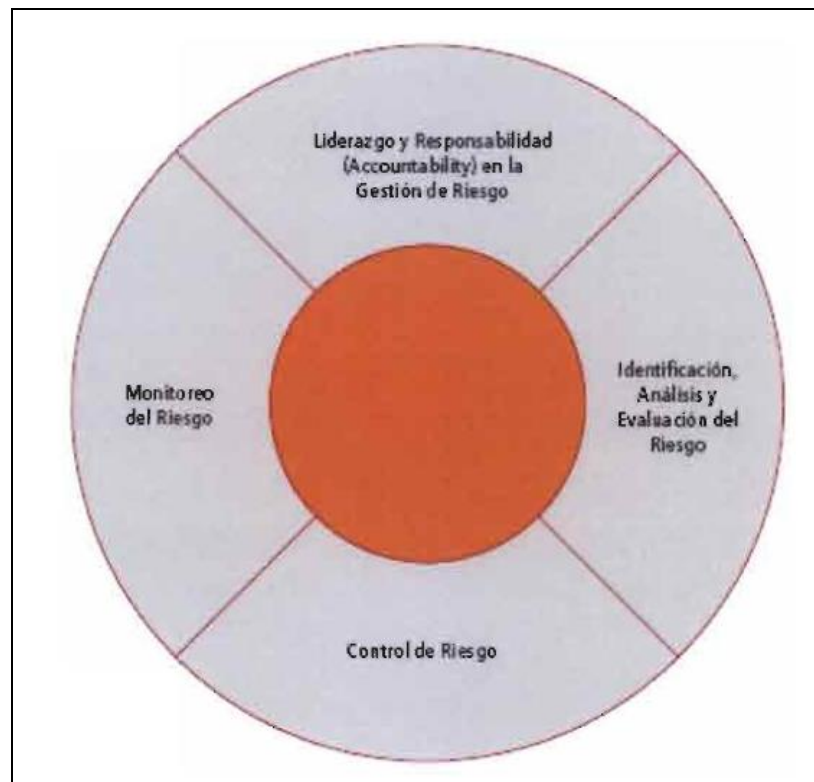 Liderazgo y Responsabilidad
(Accountability) en la
Gestión de Riesgo
Identificación,
Análisis y
Evaluación del
Riesgo
Monitoreo
del Riesgo
Control de Riesgo